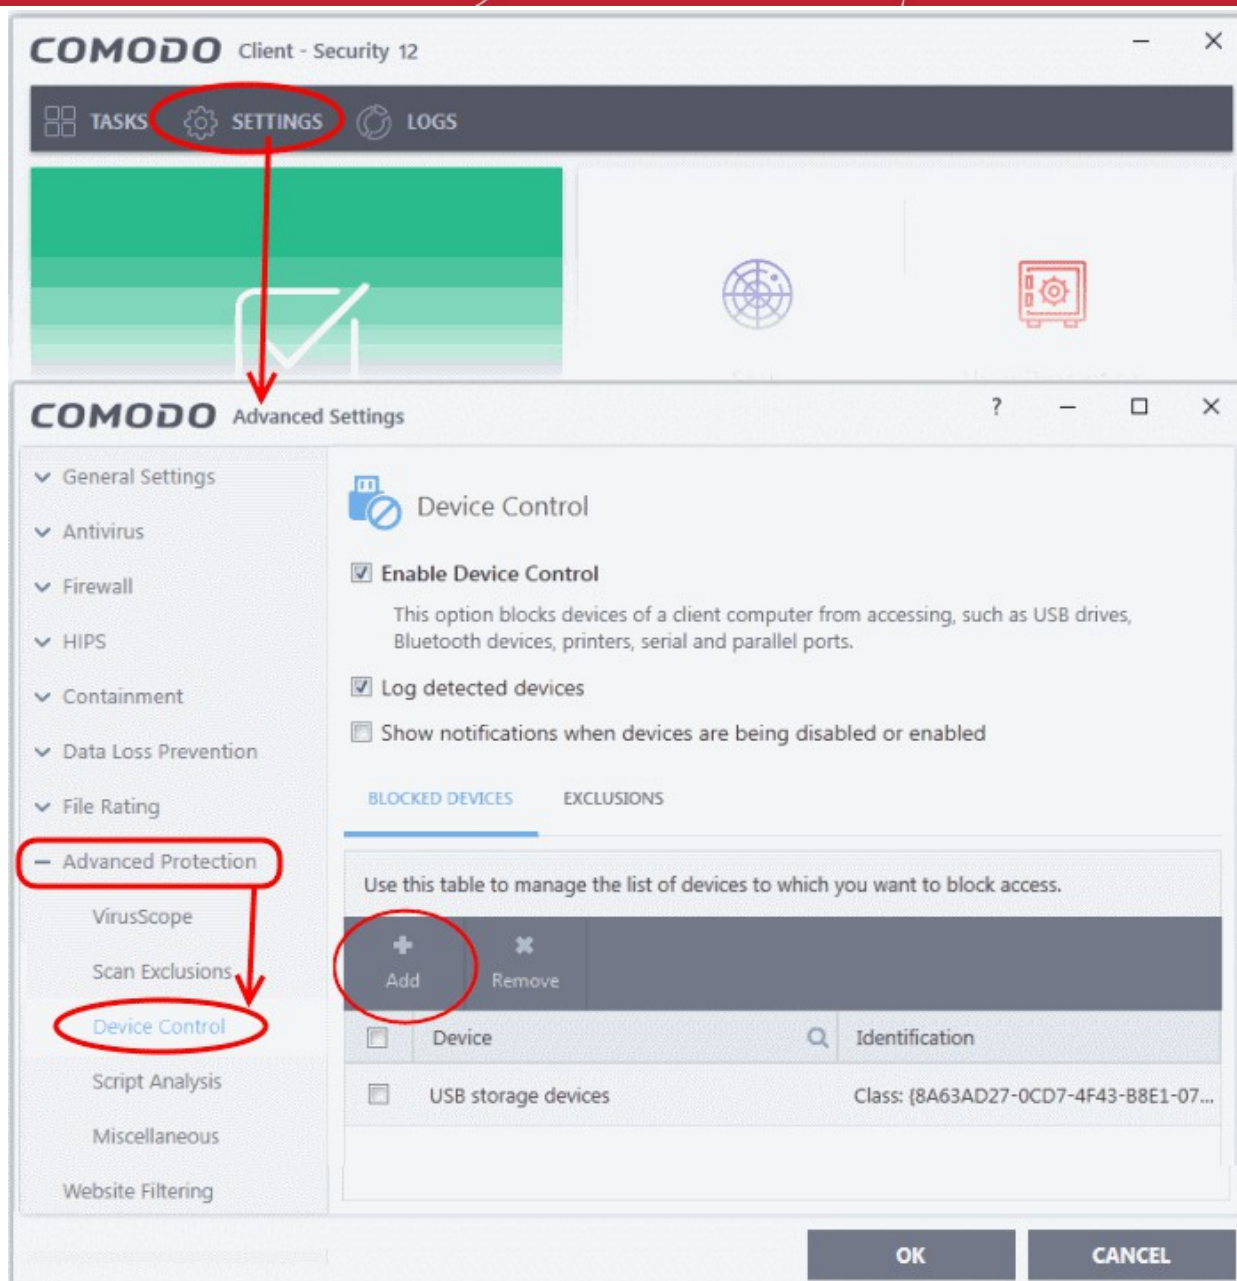 COMODO Client - Security 12
TASKS SETTINGS LOGS
COMODO Advanced Settings ?
General Settings
Antivirus
Firewall
HIPS
Containment
Data Loss Prevention
File Rating
Advanced Protection
VirusScope
Scan Exclusions
Device Control
Script Analysis
Miscellaneous
Website Filtering
Device Control
Enable Device Control
This option blocks devices of a client computer from accessing, such as USB drives,
Bluetooth devices, printers, serial and parallel ports.
Log detected devices
Show notifications when devices are being disabled or enabled
BLOCKED DEVICES EXCLUSIONS
Use this table to manage the list of devices to which you want to block access.
Add Remove
Device Identification
USB storage devices Class: {8A63AD27-0CD7-4F43-B8E1-07...
OK CANCEL